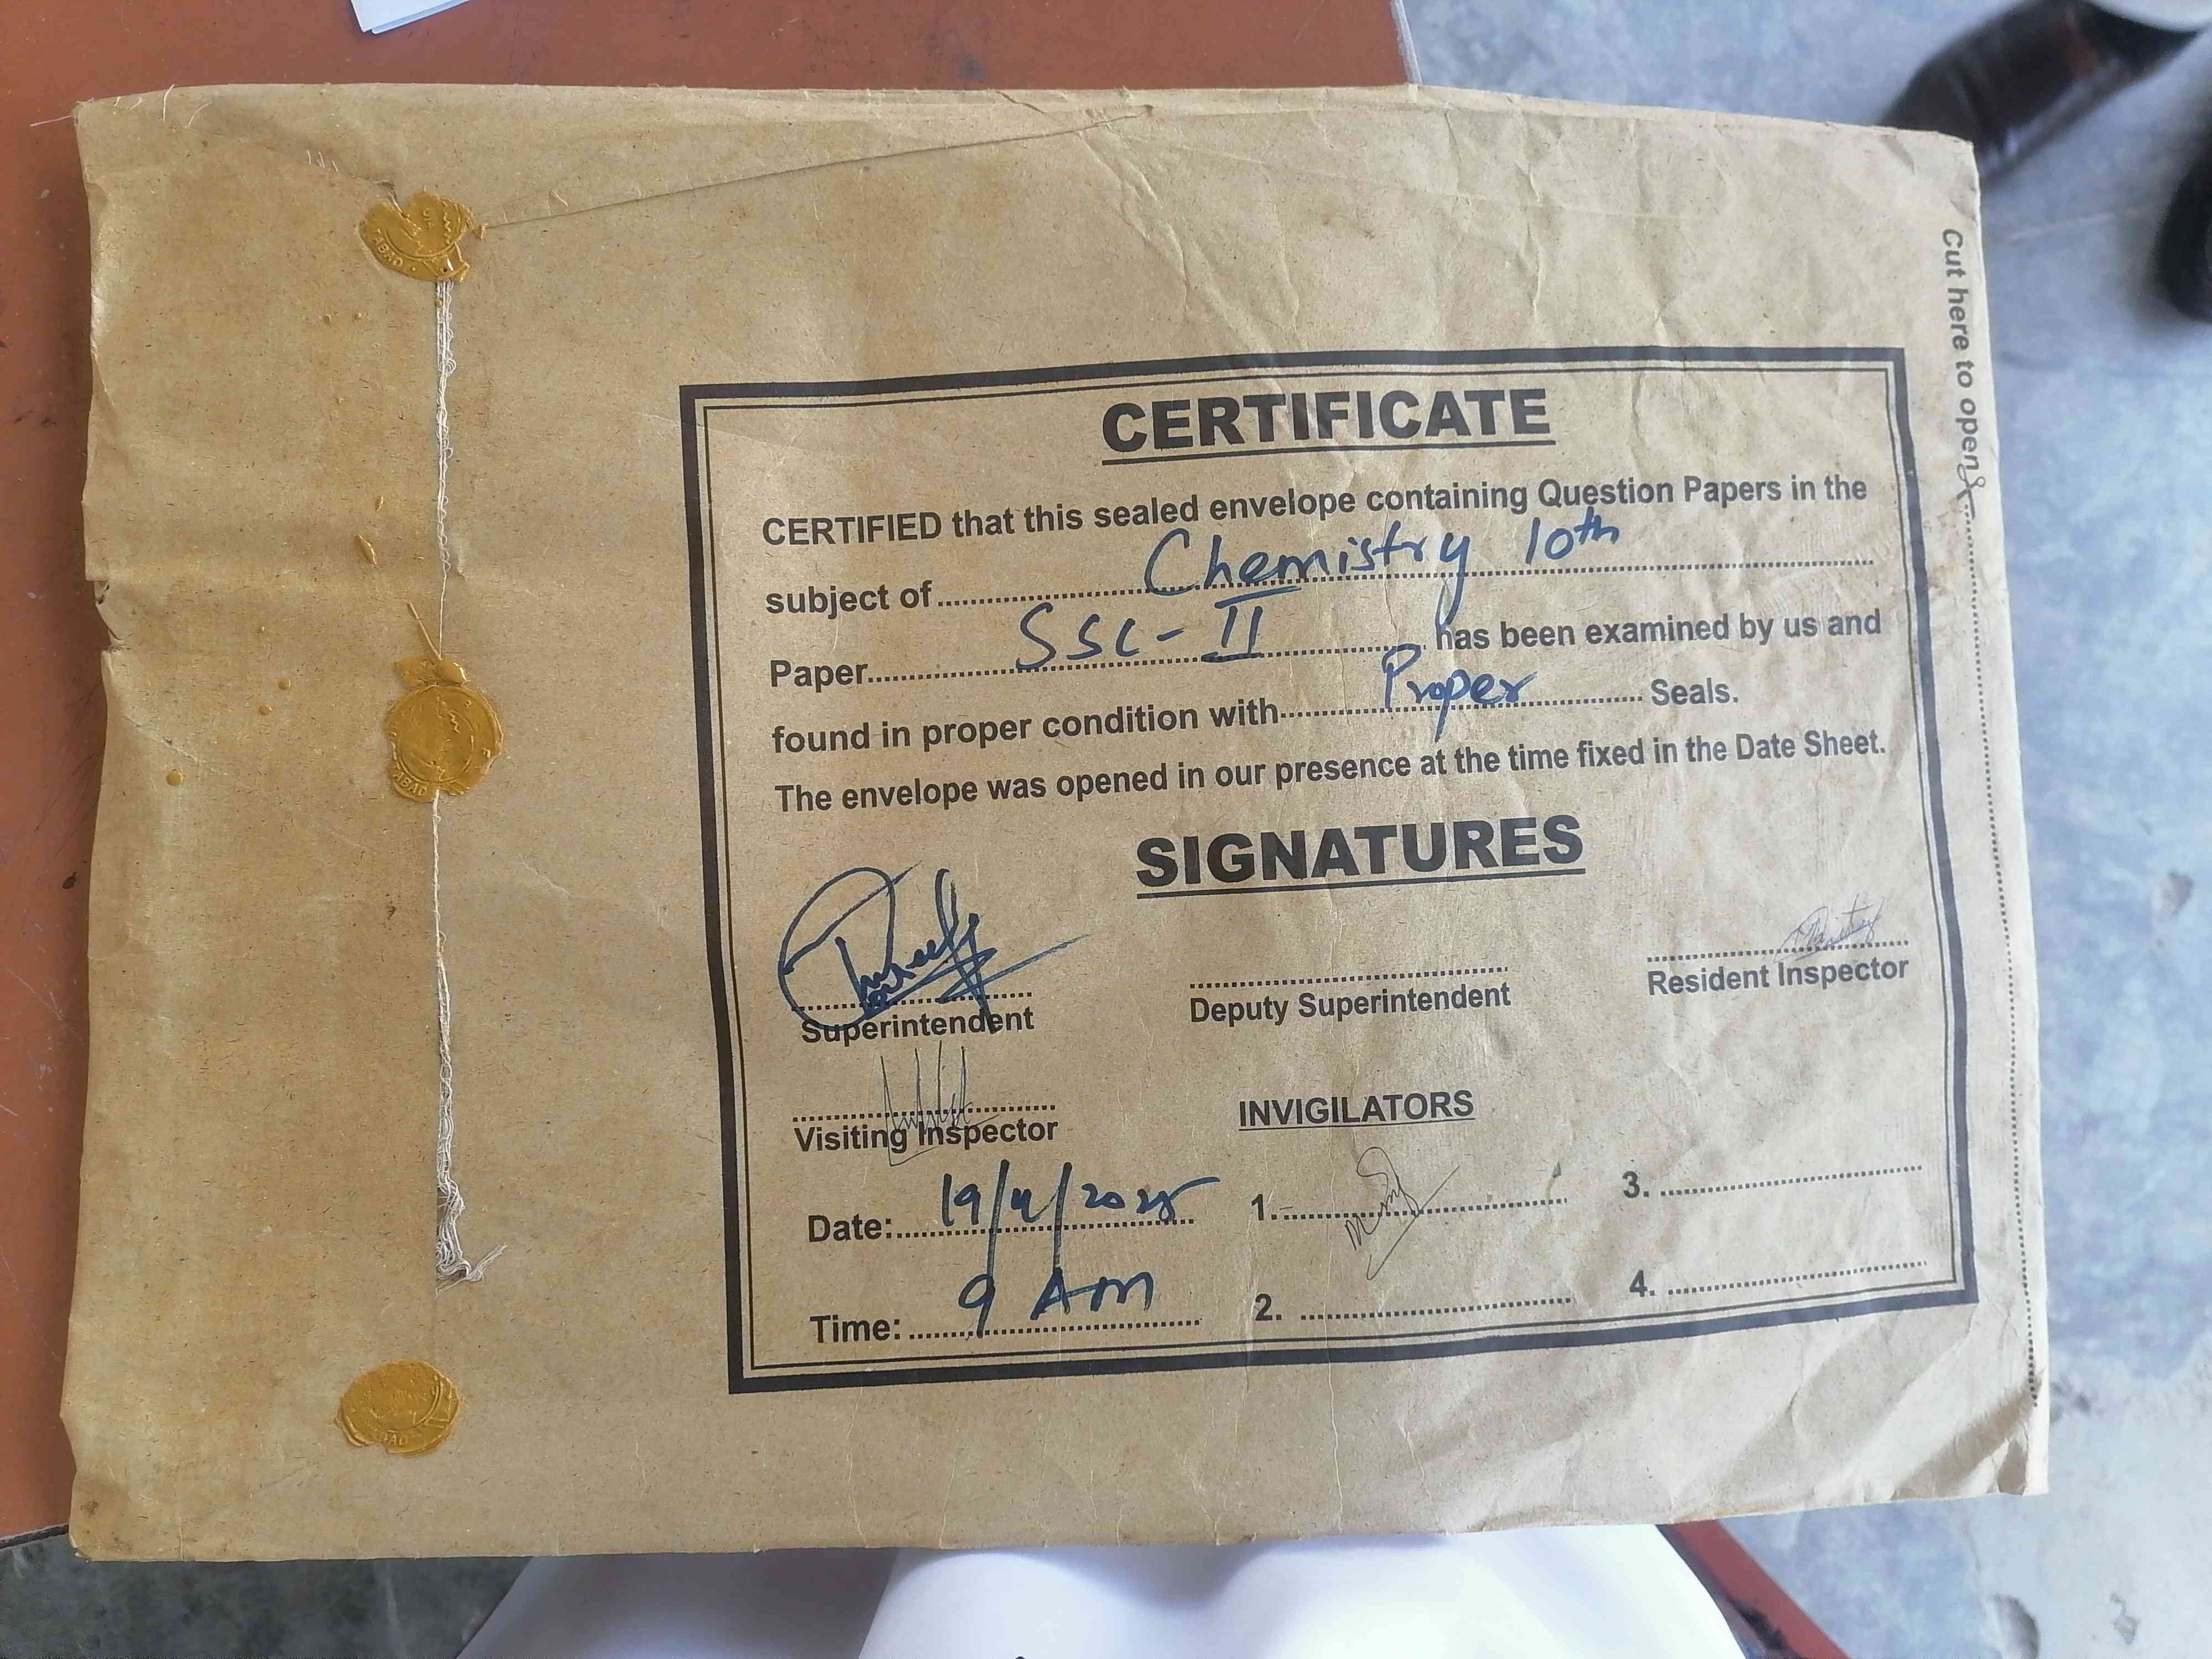 Cut here to open
CERTIFICATE
CERTIFIED that this sealed envelope containing Question Papers in the
subject of Chemistry 10th
Paper SSC-II has been examined by us and
found in proper condition with Proper Seals.
The envelope was opened in our presence at the time fixed in the Date Sheet.
SIGNATURES
Superintendent
Deputy Superintendent
Resident Inspector
Visiting Inspector
INVIGILATORS
Date: 19/4/2025
1.
3.
Time: 9 AM
2.
4.
ABAD
ABAD